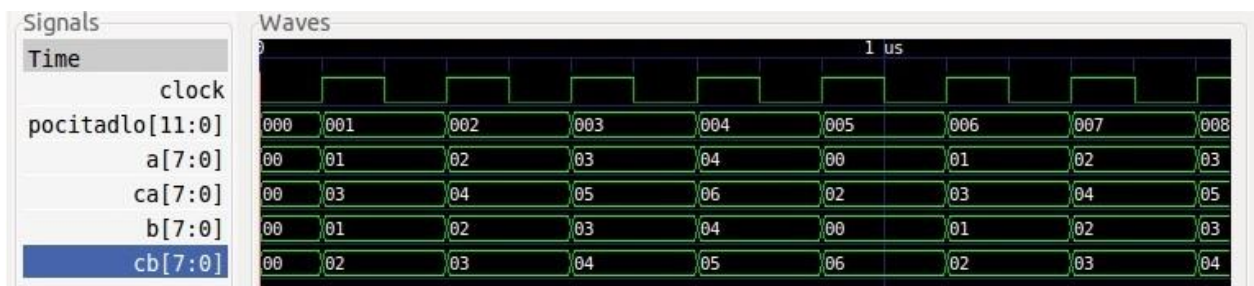 Signals
Waves
Time
0
1 us
clock
pocitadlo[11:0]
000 001 002 003 004 005 006 007 008
a[7:0]
00 01 02 03 04 00 01 02 03
ca[7:0]
00 03 04 05 06 02 03 04 05
b[7:0]
00 01 02 03 04 00 01 02 03
cb[7:0]
00 02 03 04 05 06 02 03 04